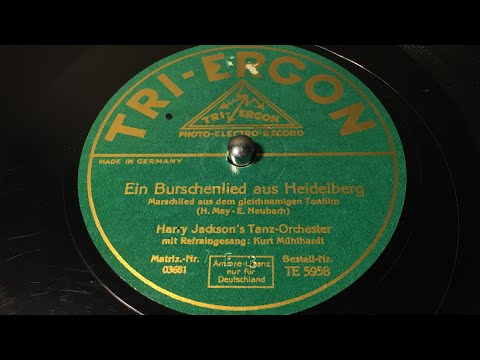 TRI-ERGON
TRI-ERGON
PHOTO-ELECTRO-RECORD
MADE IN GERMANY
Ein Burschenlied aus Heidelberg
Marschlied aus dem gleichnamigen Tonfilm
(H. May-E. Neubach)
Harry Jackson's Tanz-Orchester
mit Refraingesang: Kurt Mühlhardt
Matriz.-Nr.
03681
Ammre-Lizenz
nur für
Deutschland
Bestell-Nr.
TE 5958